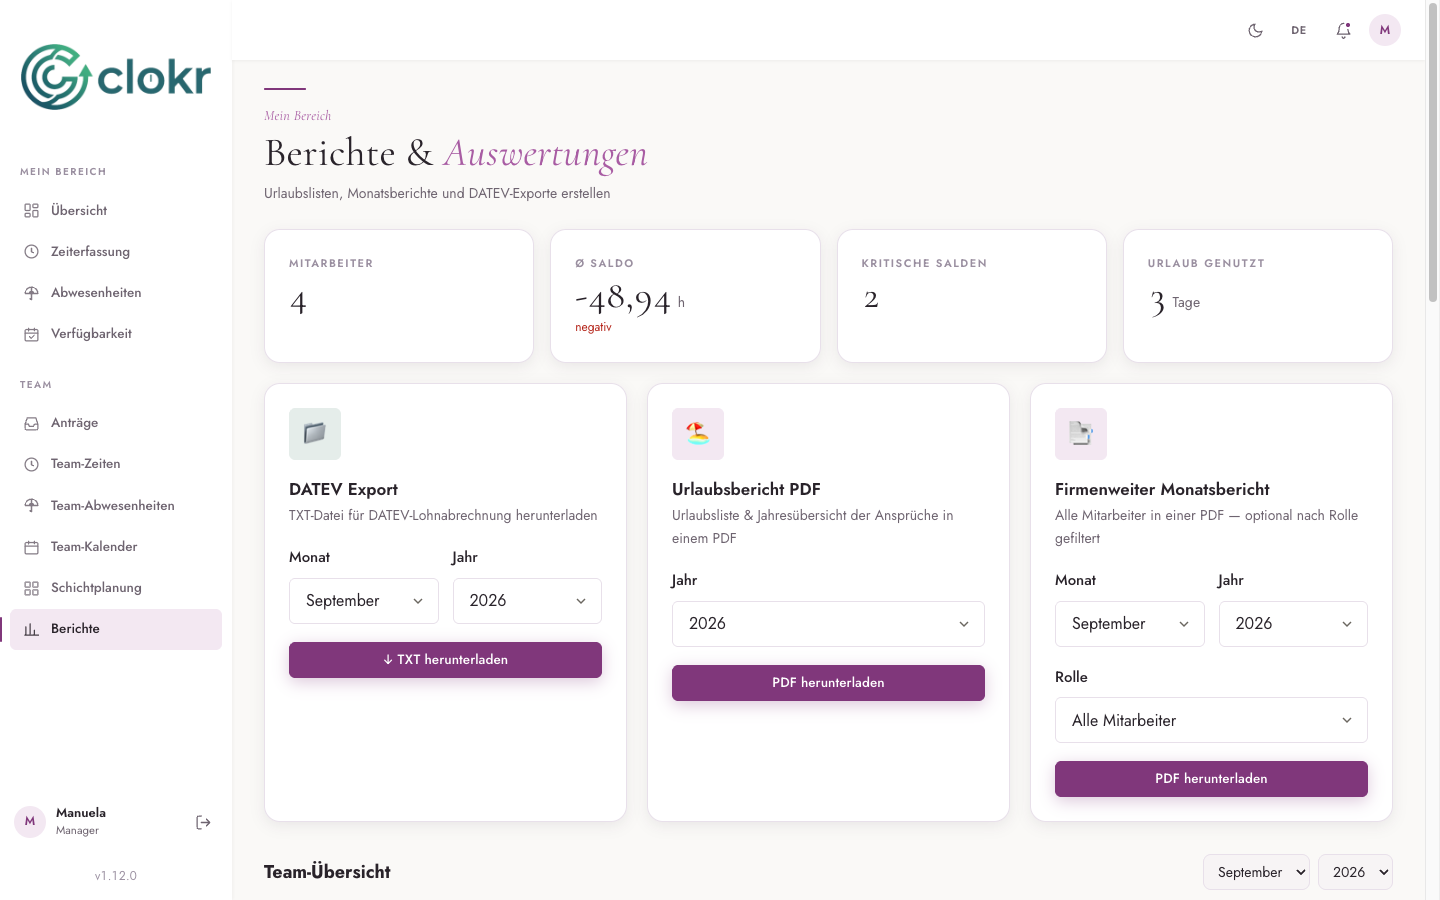 clokr
MEIN BEREICH
Übersicht
Zeiterfassung
Abwesenheiten
Verfügbarkeit
TEAM
Anträge
Team-Zeiten
Team-Abwesenheiten
Team-Kalender
Schichtplanung
Berichte
M
Manuela
Manager
v1.12.0
DE
M
Mein Bereich
Berichte & Auswertungen
Urlaubslisten, Monatsberichte und DATEV-Exporte erstellen
MITARBEITER
4
Ø SALDO
-48,94 h
negativ
KRITISCHE SALDEN
2
URLAUB GENUTZT
3 Tage
DATEV Export
TXT-Datei für DATEV-Lohnabrechnung herunterladen
Monat Jahr
September 2026
↓ TXT herunterladen
Urlaubsbericht PDF
Urlaubsliste & Jahresübersicht der Ansprüche in
einem PDF
Jahr
2026
PDF herunterladen
Firmenweiter Monatsbericht
Alle Mitarbeiter in einer PDF — optional nach Rolle
gefiltert
Monat Jahr
September 2026
Rolle
Alle Mitarbeiter
PDF herunterladen
Team-Übersicht
September 2026